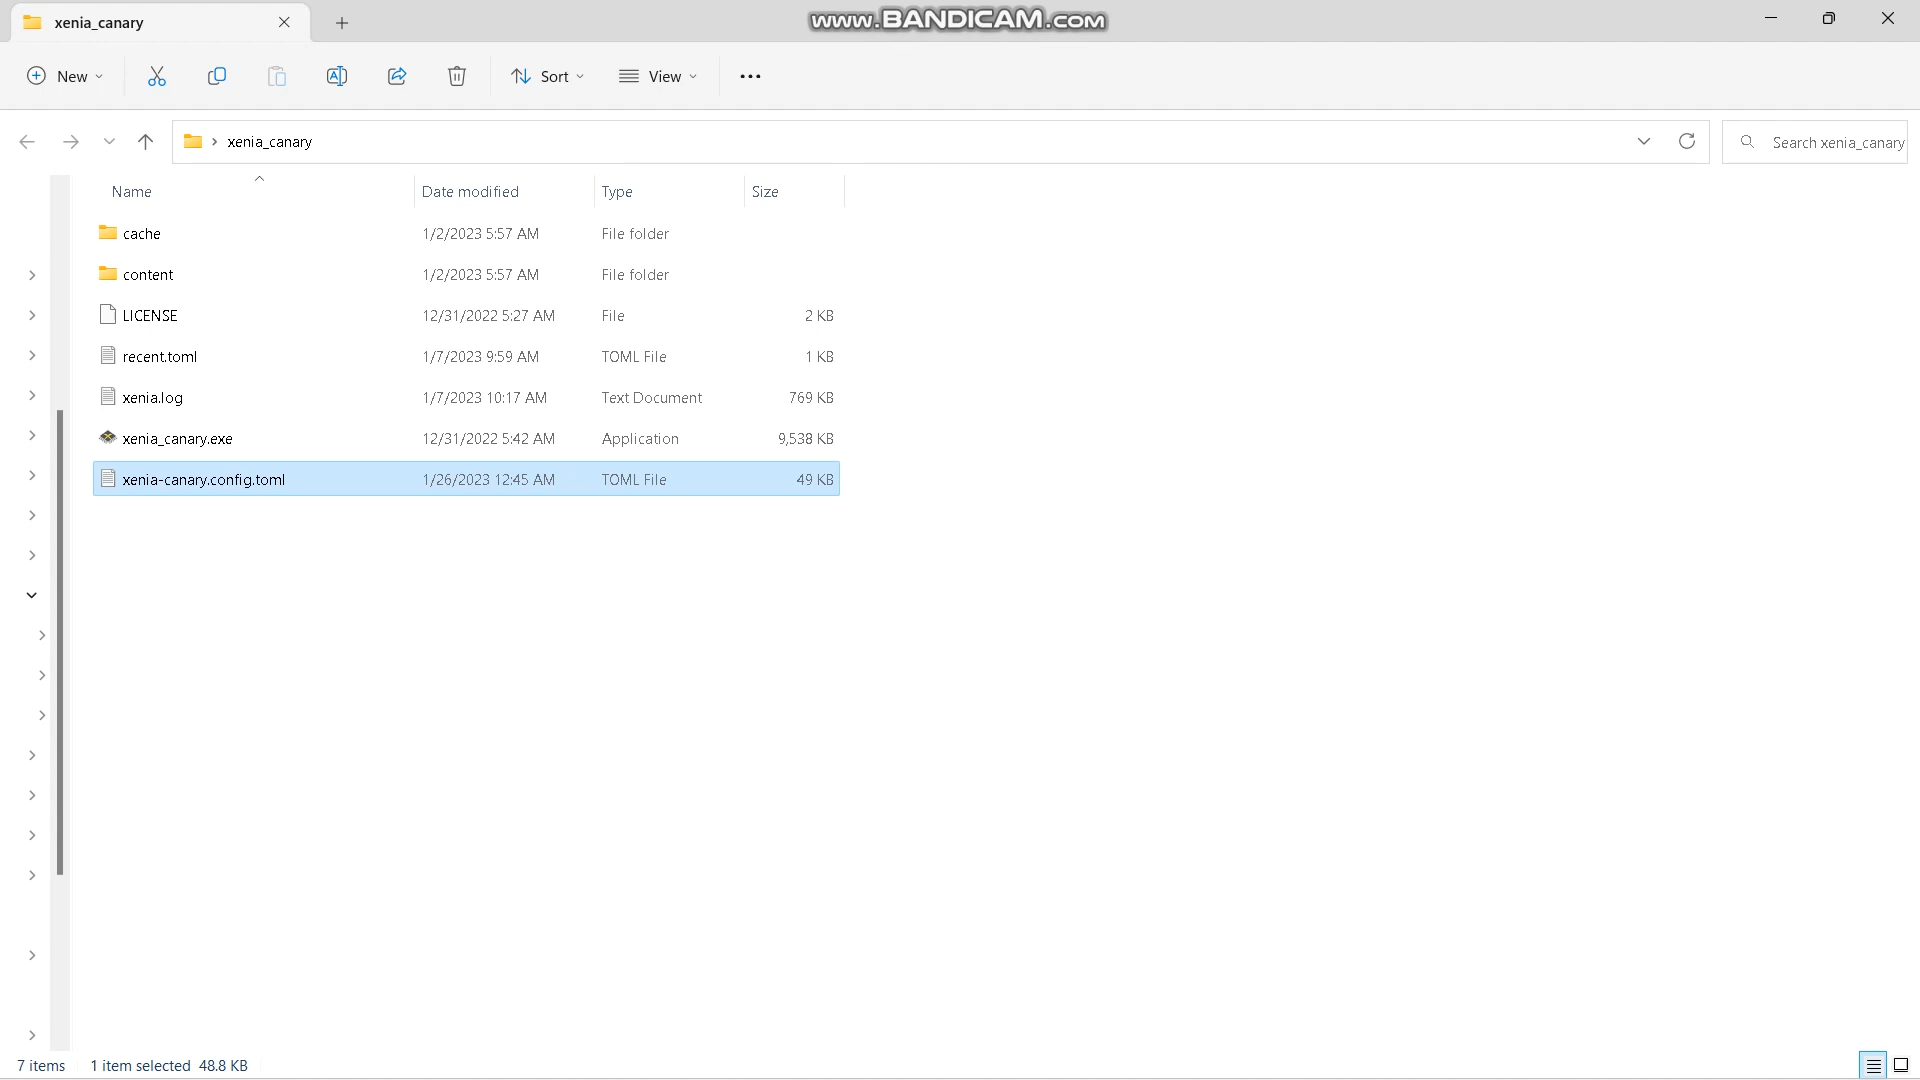 xenia_canary
www.BANDICAM.com
New
Sort
View
xenia_canary
Search xenia_canary
Name Date modified Type Size
cache 1/2/2023 5:57 AM File folder
content 1/2/2023 5:57 AM File folder
LICENSE 12/31/2022 5:27 AM File 2 KB
recent.toml 1/7/2023 9:59 AM TOML File 1 KB
xenia.log 1/7/2023 10:17 AM Text Document 769 KB
xenia_canary.exe 12/31/2022 5:42 AM Application 9,538 KB
xenia-canary.config.toml 1/26/2023 12:45 AM TOML File 49 KB
7 items 1 item selected 48.8 KB